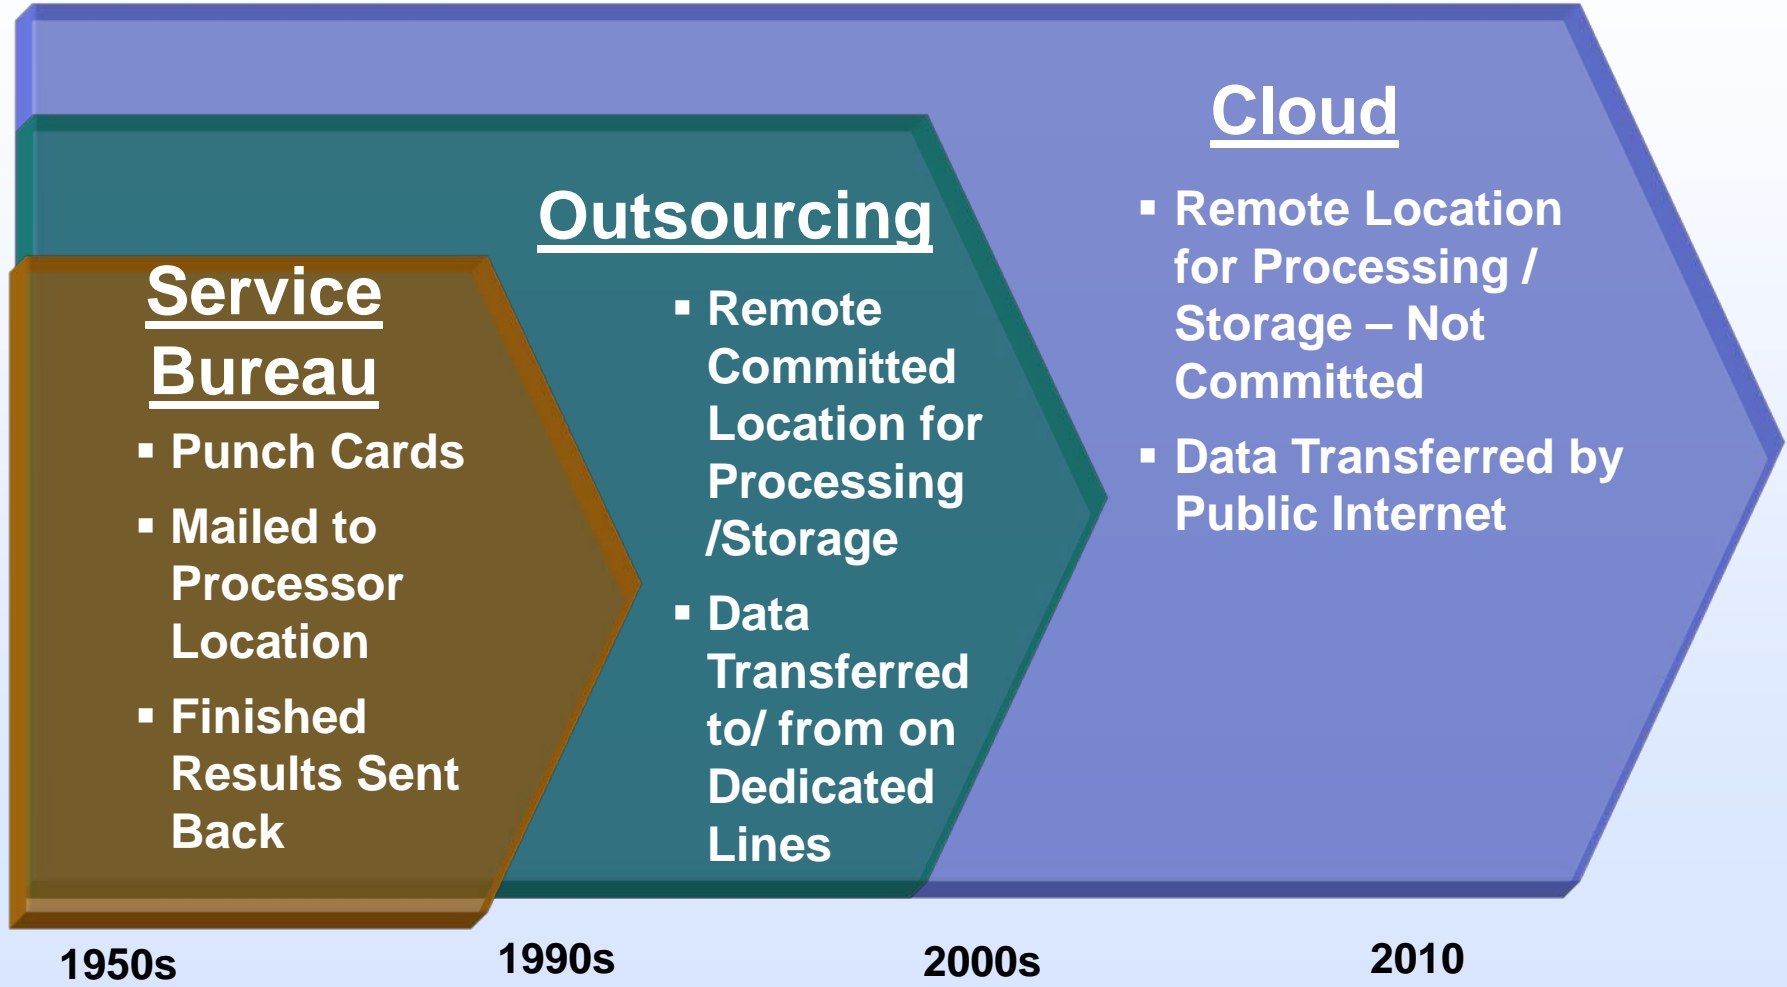 Service
Bureau
▪ Punch Cards
▪ Mailed to
Processor
Location
▪ Finished
Results Sent
Back
Outsourcing
▪ Remote
Committed
Location for
Processing
/Storage
▪ Data
Transferred
to/ from on
Dedicated
Lines
Cloud
▪ Remote Location
for Processing /
Storage – Not
Committed
▪ Data Transferred by
Public Internet
1950s
1990s
2000s
2010